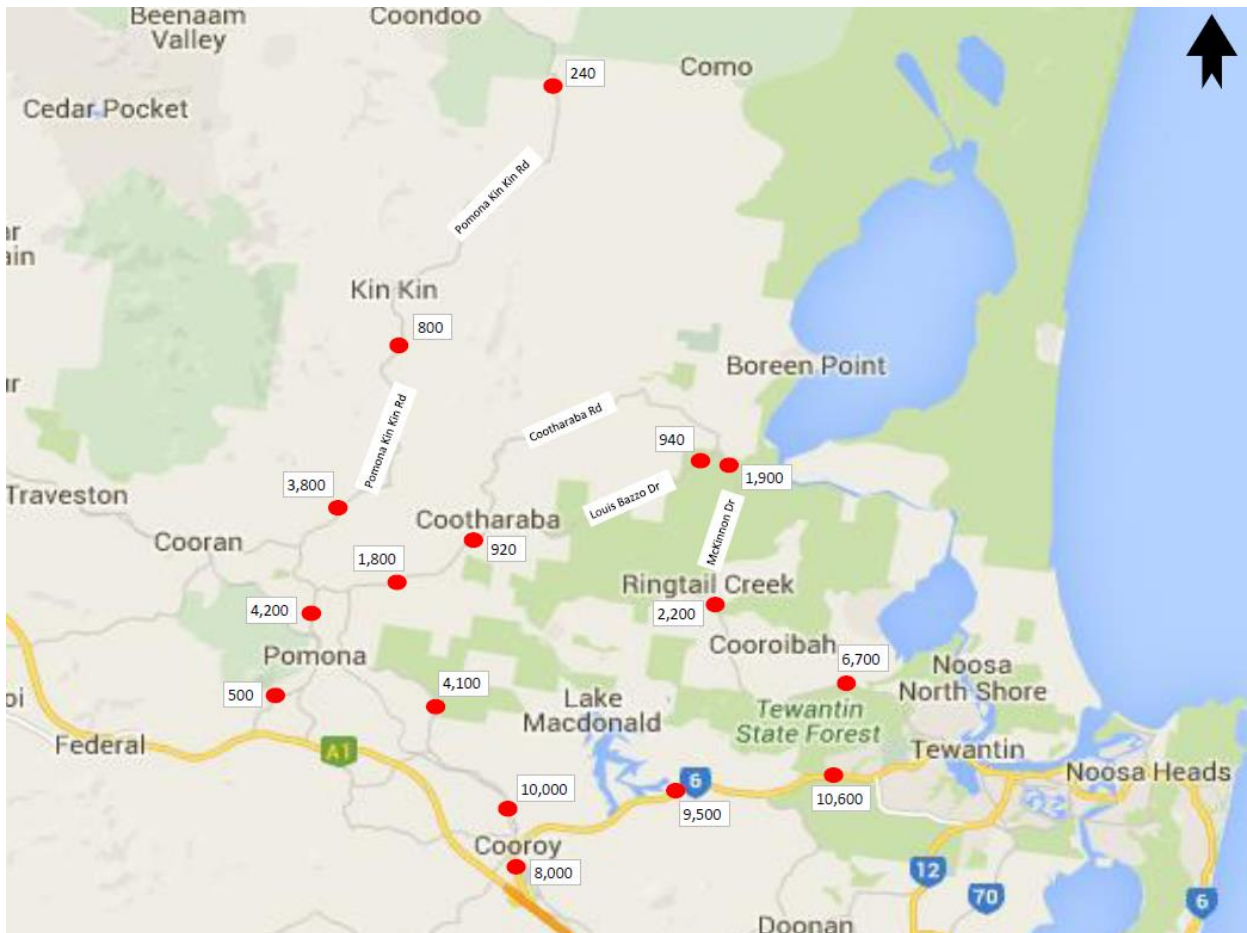 Beenaam
Valley
Coondoo
240
Como
Cedar Pocket
Pomona Kin Kin Rd
Kin Kin
800
Boreen Point
Pomona Kin Kin Rd
Cootharaba Rd
940
1,900
Louis Bazzo Dr
Traveston
3,800
Cootharaba
McKinnon Dr
Cooran
920
1,800
Ringtail Creek
2,200
4,200
Cooroibah
Pomona
6,700
Noosa
North Shore
500
4,100
Lake
Macdonald
Tewantin
State Forest
Federal
A1
Tewantin
Noosa Heads
6
10,000
9,500
10,600
Cooroy
8,000
12
70
6
Doonan